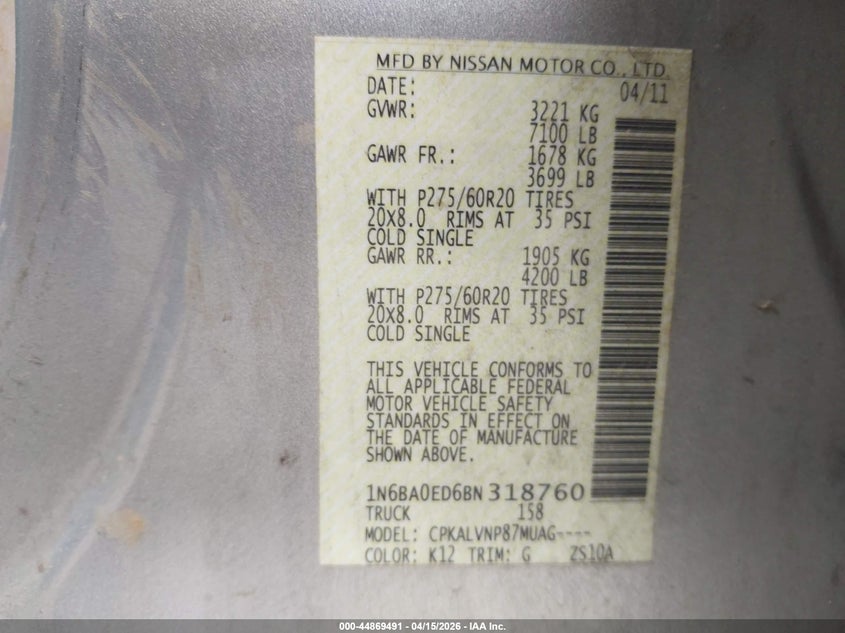 MFD BY NISSAN MOTOR CO., LTD.
DATE: 04/11
GVWR: 3221 KG
7100 LB
GAWR FR.: 1678 KG
3699 LB
WITH P275/60R20 TIRES
20X8.0 RIMS AT 35 PSI
COLD SINGLE
GAWR RR.: 1905 KG
4200 LB
WITH P275/60R20 TIRES
20X8.0 RIMS AT 35 PSI
COLD SINGLE
THIS VEHICLE CONFORMS TO
ALL APPLICABLE FEDERAL
MOTOR VEHICLE SAFETY
STANDARDS IN EFFECT ON
THE DATE OF MANUFACTURE
SHOWN ABOVE.
1N6BA0ED6BN318760
TRUCK 158
MODEL: CPKALVNP87MUAG----
COLOR: K12 TRIM: G ZS10A
000-44869491 - 04/15/2026 - IAA Inc.